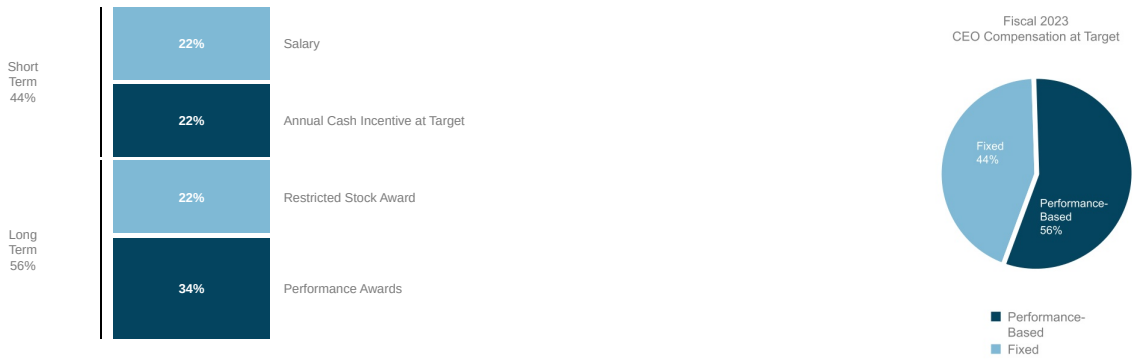 Short
Term
44%
22%
Salary
22%
Annual Cash Incentive at Target
Long
Term
56%
22%
Restricted Stock Award
34%
Performance Awards
Fiscal 2023
CEO Compensation at Target
Fixed
44%
Performance-
Based
56%
Performance-
Based
Fixed